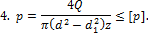 4. p = 4Q / π(d² − d₁²)z ≤ [p].